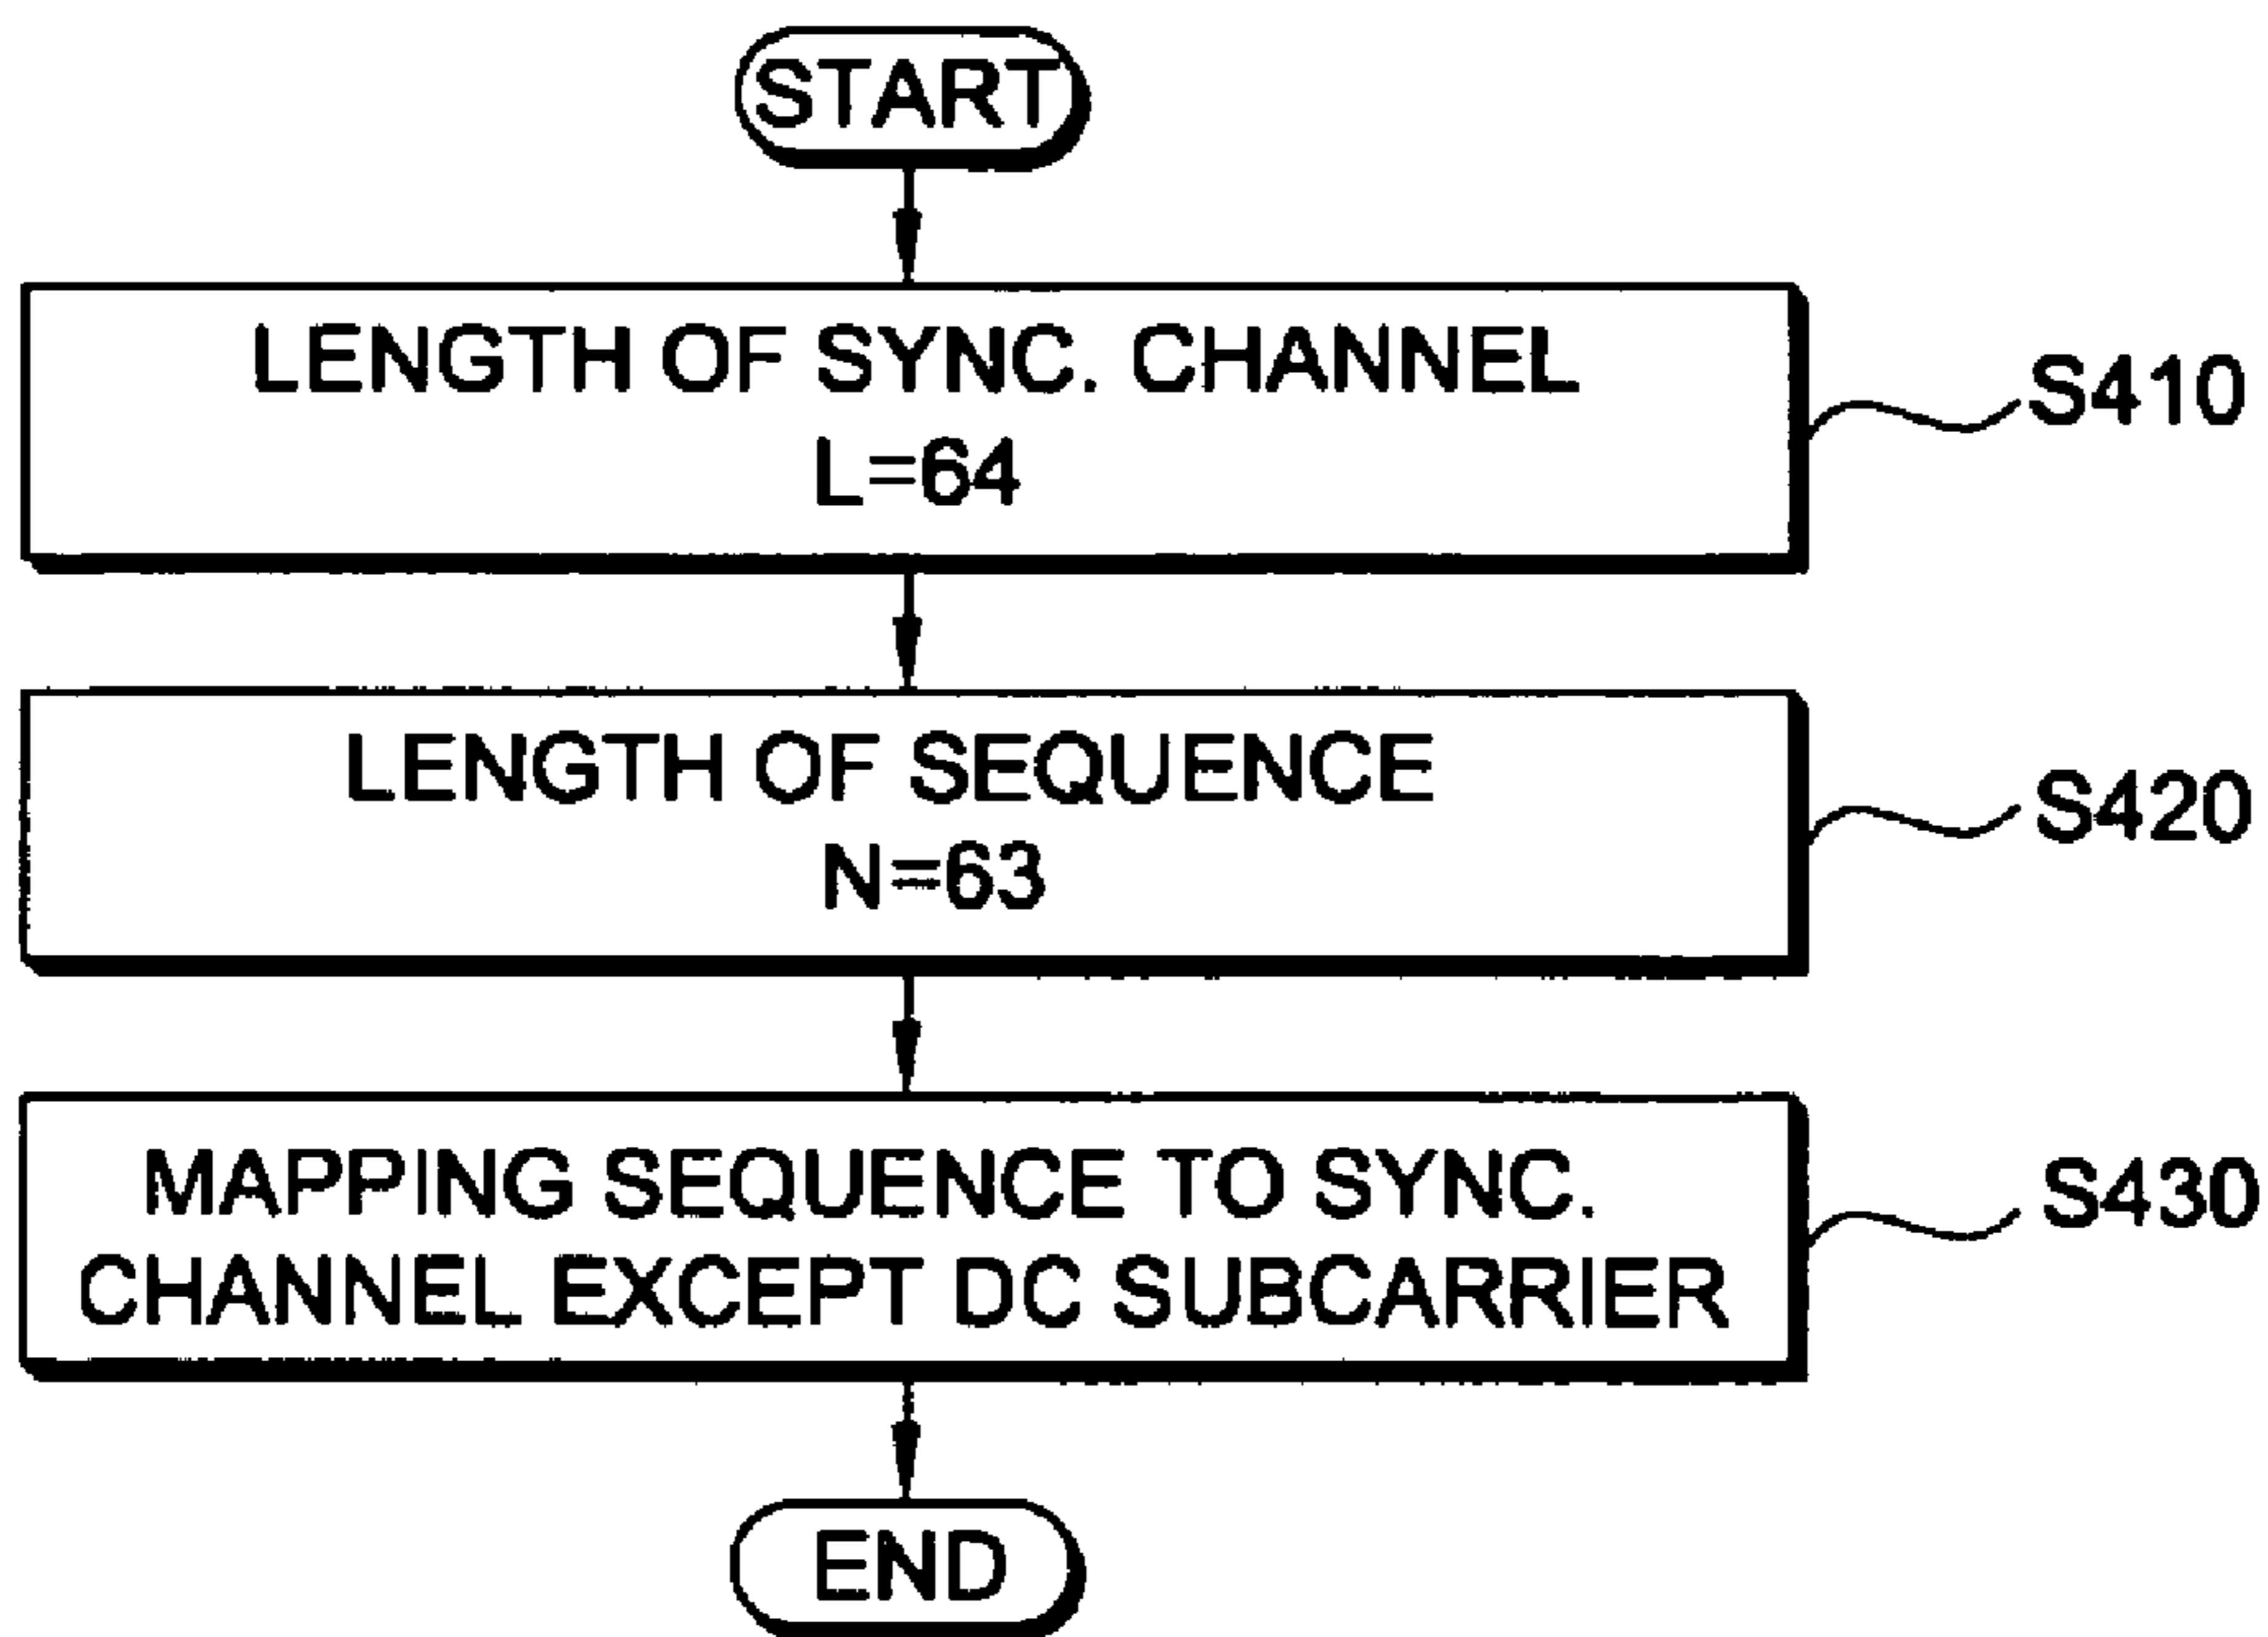 START
LENGTH OF SYNC. CHANNEL
L=64
S410
LENGTH OF SEQUENCE
N=63
S420
MAPPING SEQUENCE TO SYNC.
CHANNEL EXCEPT DC SUBCARRIER
S430
END